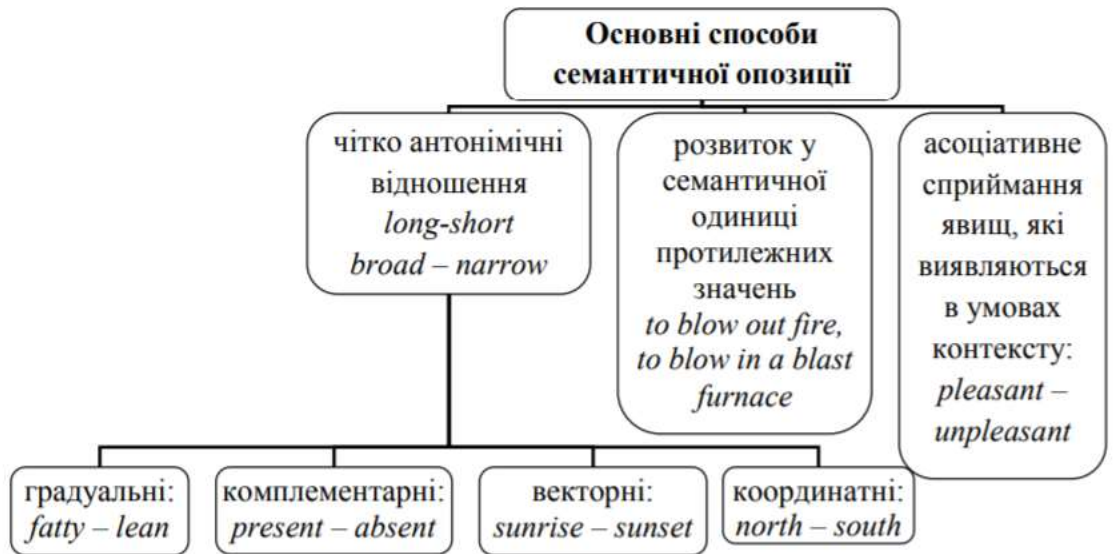 Основні способи
семантичної опозиції
чітко антонімічні
відношення
long-short
broad – narrow
розвиток у
семантичної
одиниці
протилежних
значень
to blow out fire,
to blow in a blast
furnace
асоціативне
сприймання
явищ, які
виявляються
в умовах
контексту:
pleasant –
unpleasant
градуальні:
fatty – lean
комплементарні:
present – absent
векторні:
sunrise – sunset
координатні:
north – south